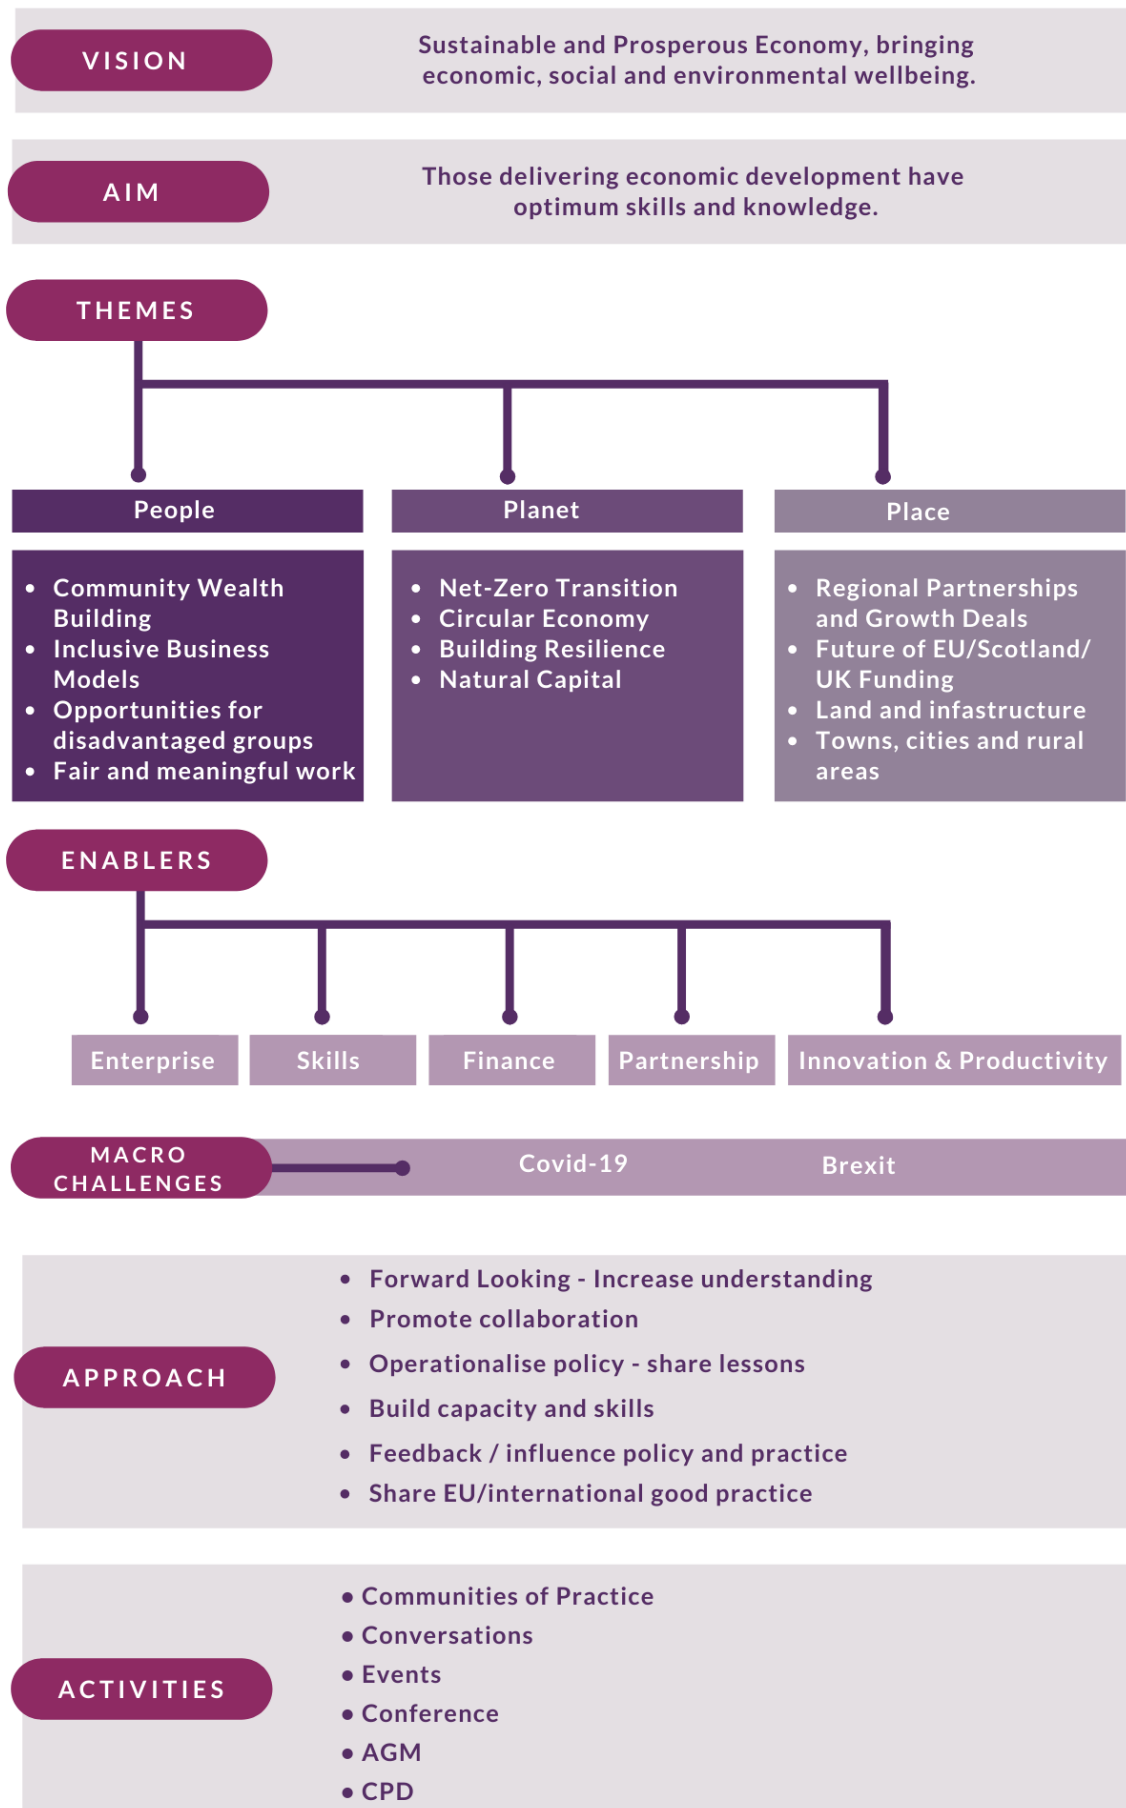 VISION
Sustainable and Prosperous Economy, bringing
economic, social and environmental wellbeing.
AIM
Those delivering economic development have
optimum skills and knowledge.
THEMES
People
• Community Wealth
Building
• Inclusive Business
Models
• Opportunities for
disadvantaged groups
• Fair and meaningful work
Planet
• Net-Zero Transition
• Circular Economy
• Building Resilience
• Natural Capital
Place
• Regional Partnerships
and Growth Deals
• Future of EU/Scotland/
UK Funding
• Land and infastructure
• Towns, cities and rural
areas
ENABLERS
Enterprise
Skills
Finance
Partnership
Innovation & Productivity
MACRO
CHALLENGES
Covid-19
Brexit
APPROACH
• Forward Looking - Increase understanding
• Promote collaboration
• Operationalise policy - share lessons
• Build capacity and skills
• Feedback / influence policy and practice
• Share EU/international good practice
ACTIVITIES
• Communities of Practice
• Conversations
• Events
• Conference
• AGM
• CPD